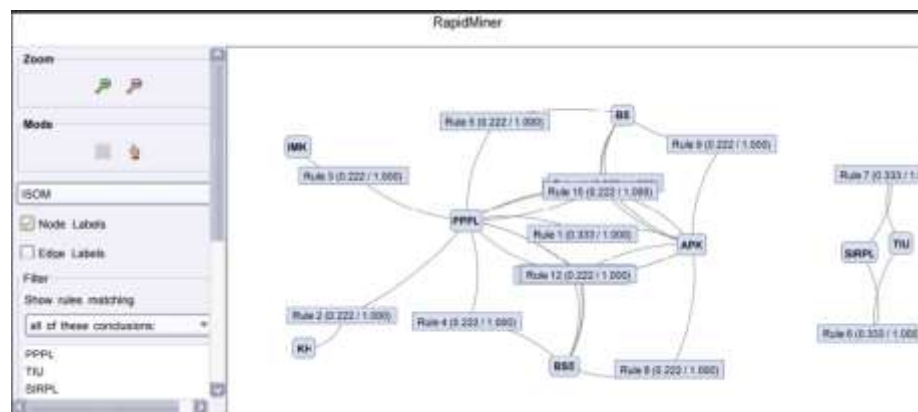 RapidMiner
Zoom
Mode
ISOM
Node Labels
Edge Labels
Filter
Show rules matching
all of these conclusions:
PPPL
TIU
SIRPL
BS
Rule 5 (0.222 / 1.000)
Rule 9 (0.222 / 1.000)
IMK
Rule 3 (0.222 / 1.000)
Rule 10 (0.222 / 1.000)
Rule 7 (0.333 / 1.0
PPPL
Rule 1 (0.333 / 1.000)
APK
SIRPL
TIU
Rule 12 (0.222 / 1.000)
Rule 2 (0.222 / 1.000)
Rule 4 (0.222 / 1.000)
Rule 6 (0.333 / 1.000
KH
Rule 8 (0.222 / 1.000)